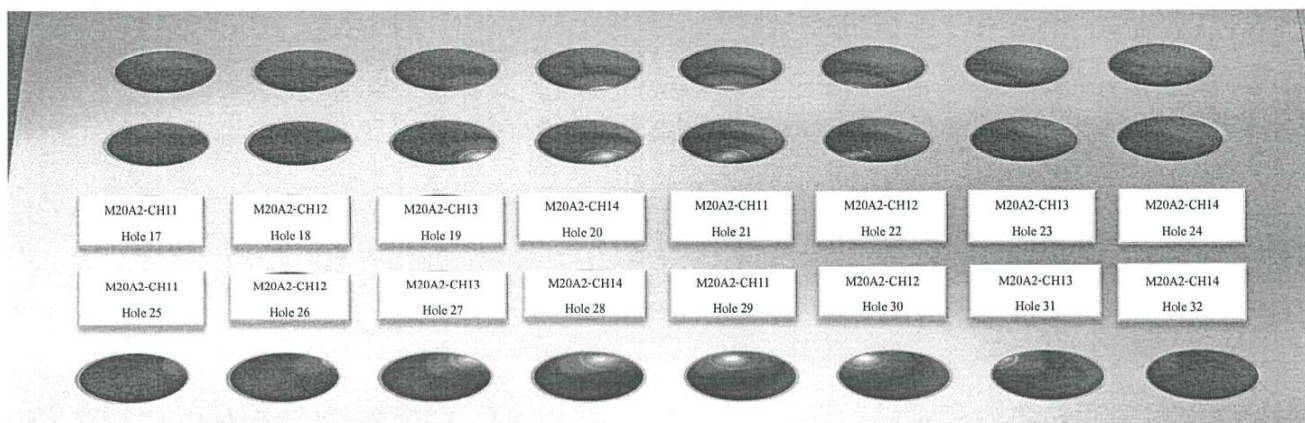 M20A2-CH11
Hole 17
M20A2-CH12
Hole 18
M20A2-CH13
Hole 19
M20A2-CH14
Hole 20
M20A2-CH11
Hole 21
M20A2-CH12
Hole 22
M20A2-CH13
Hole 23
M20A2-CH14
Hole 24
M20A2-CH11
Hole 25
M20A2-CH12
Hole 26
M20A2-CH13
Hole 27
M20A2-CH14
Hole 28
M20A2-CH11
Hole 29
M20A2-CH12
Hole 30
M20A2-CH13
Hole 31
M20A2-CH14
Hole 32